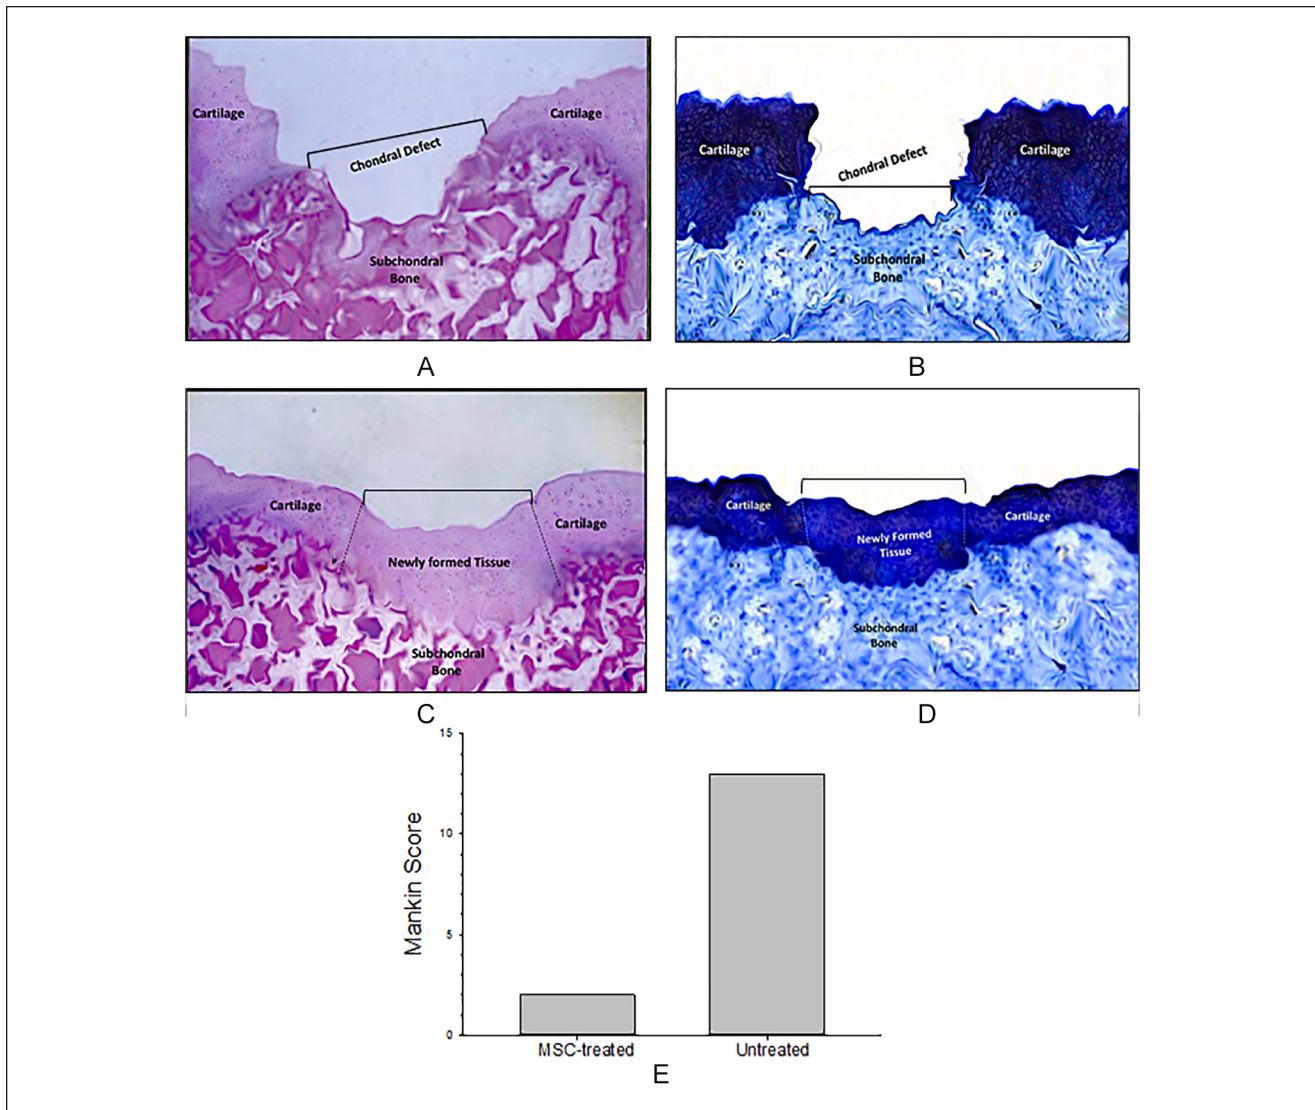 Cartilage
Chondral Defect
Cartilage
Subchondral
Bone
A
Cartilage
Chondral Defect
Cartilage
Subchondral
Bone
B
Cartilage
Newly formed Tissue
Cartilage
Subchondral
Bone
C
Cartilage
Newly Formed
Tissue
Cartilage
Subchondral
Bone
D
Mankin Score
15
10
5
0
MSC-treated
Untreated
E